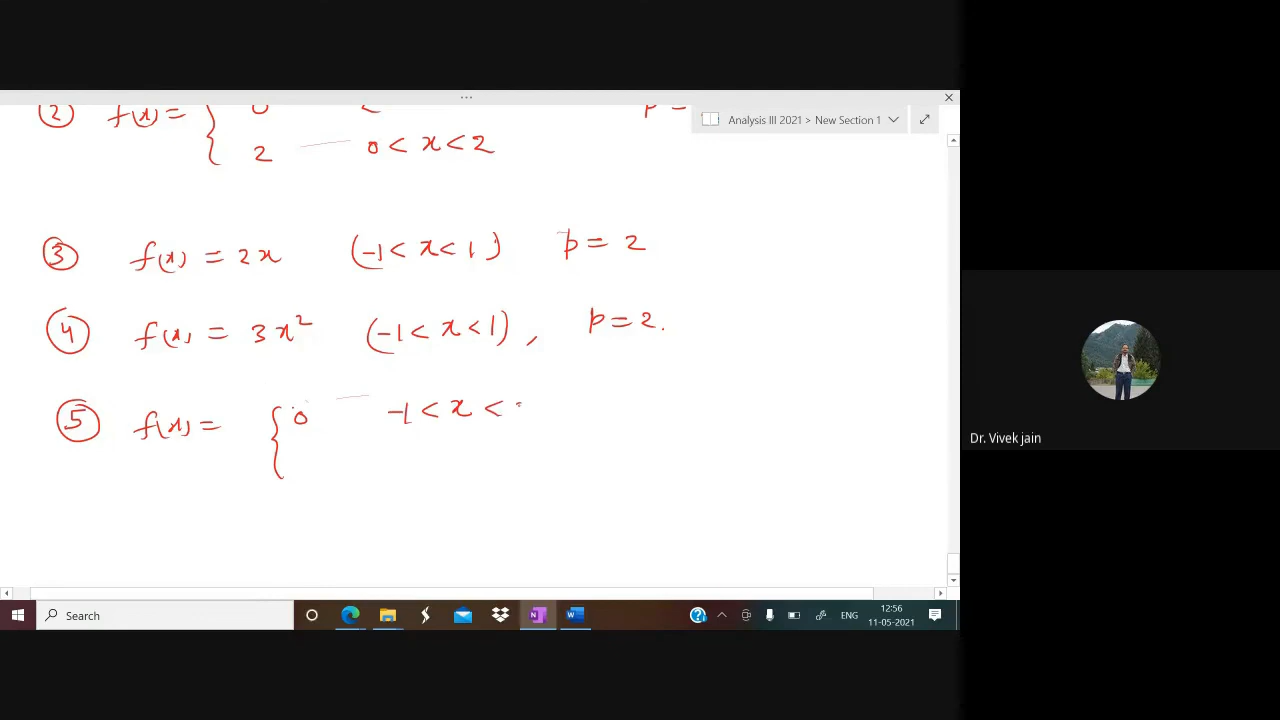 Analysis III 2021 > New Section 1
② f(x) = {
2 0 < x < 2
③ f(x) = 2x (-1 < x < 1) p = 2
④ f(x) = 3x² (-1 < x < 1), p = 2.
⑤ f(x) = { 0 -1 < x <
Dr. Vivek jain
Search
ENG
12:56
11-05-2021